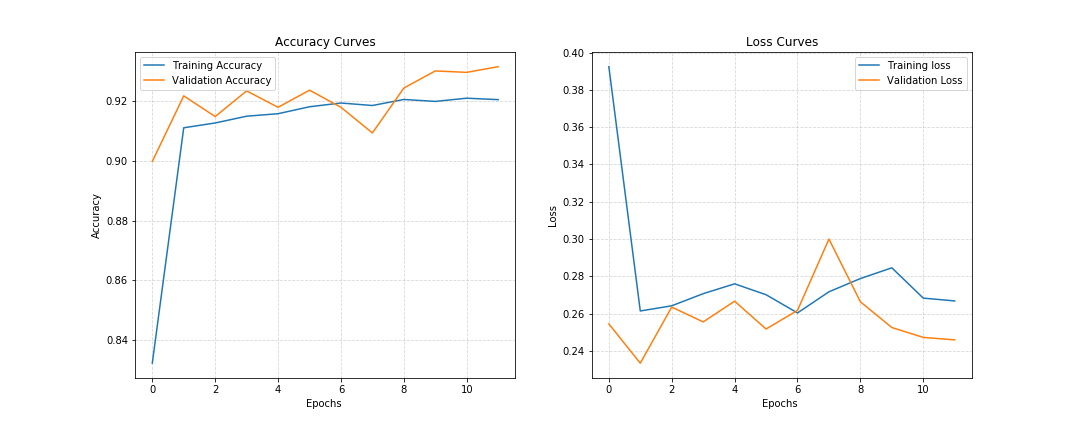 Accuracy Curves
Training Accuracy
Validation Accuracy
0.92
0.90
0.88
0.86
0.84
Accuracy
0 2 4 6 8 10
Epochs
Loss Curves
Training loss
Validation Loss
0.40
0.38
0.36
0.34
0.32
0.30
0.28
0.26
0.24
Loss
0 2 4 6 8 10
Epochs